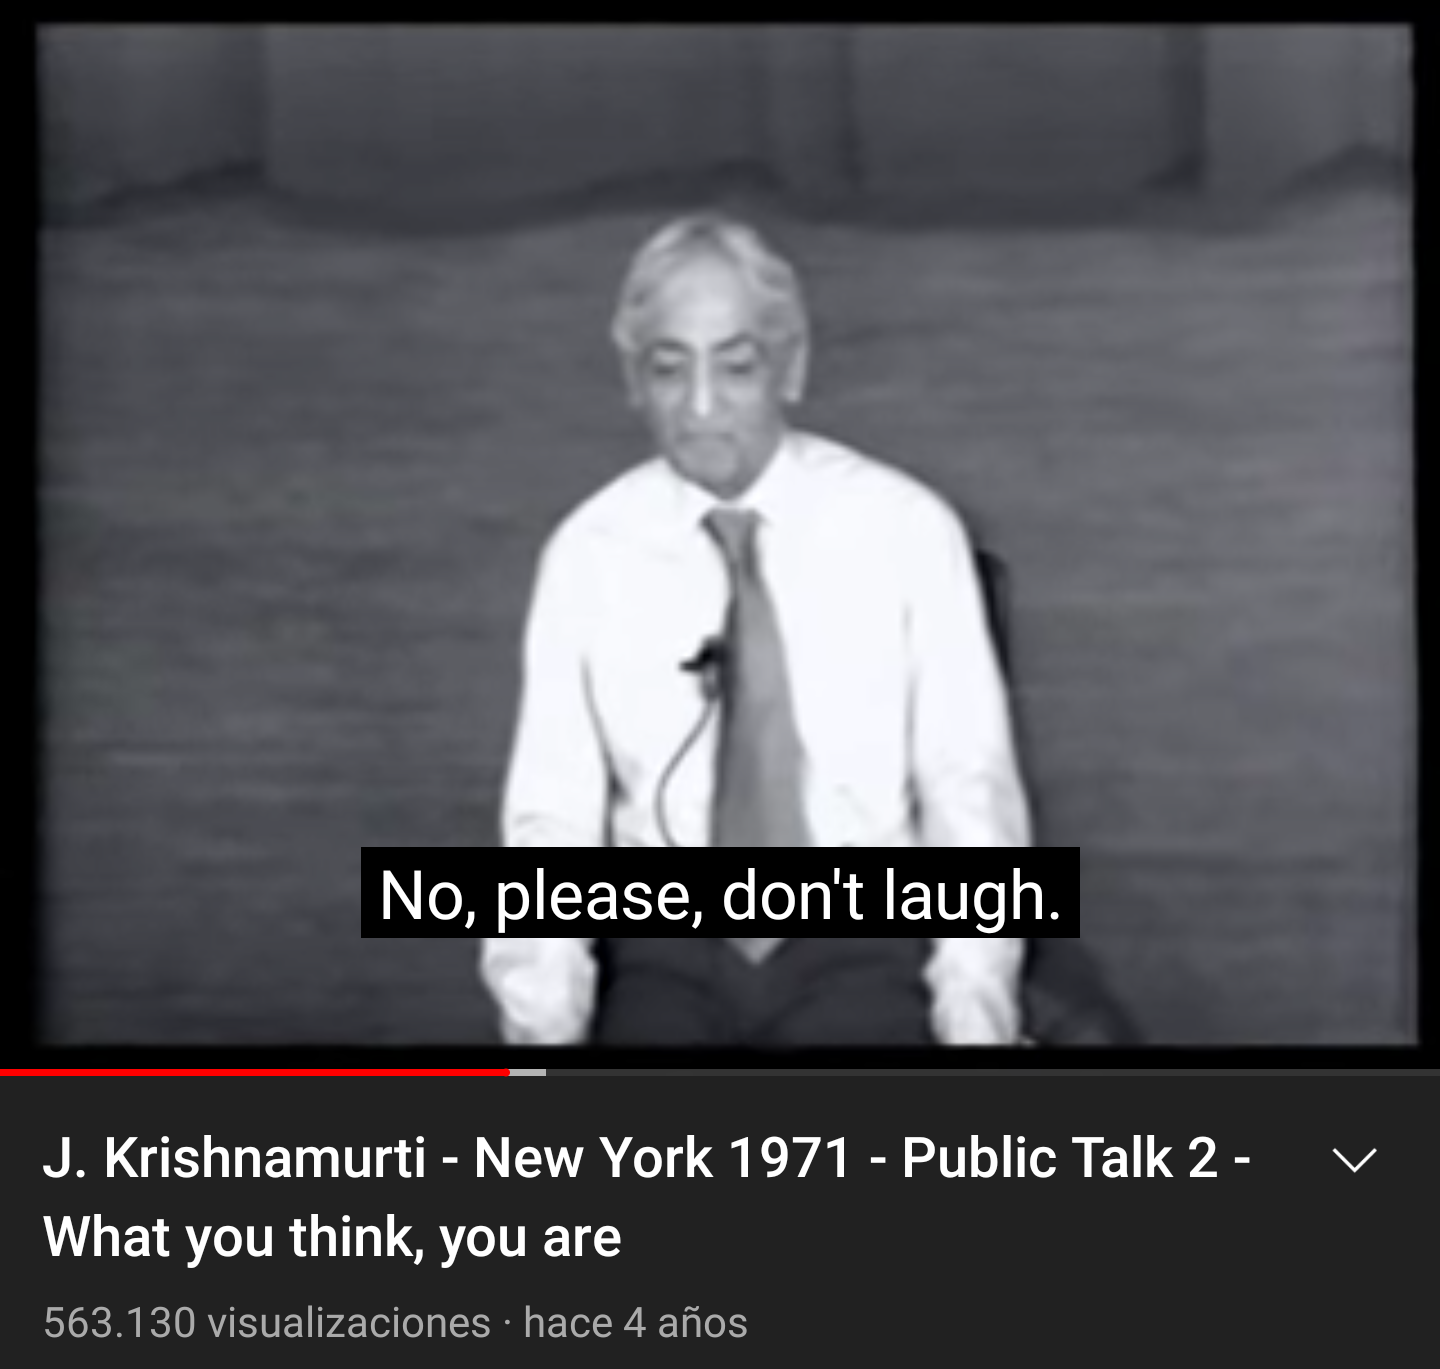 No, please, don't laugh.
J. Krishnamurti - New York 1971 - Public Talk 2 -
What you think, you are
563.130 visualizaciones · hace 4 años